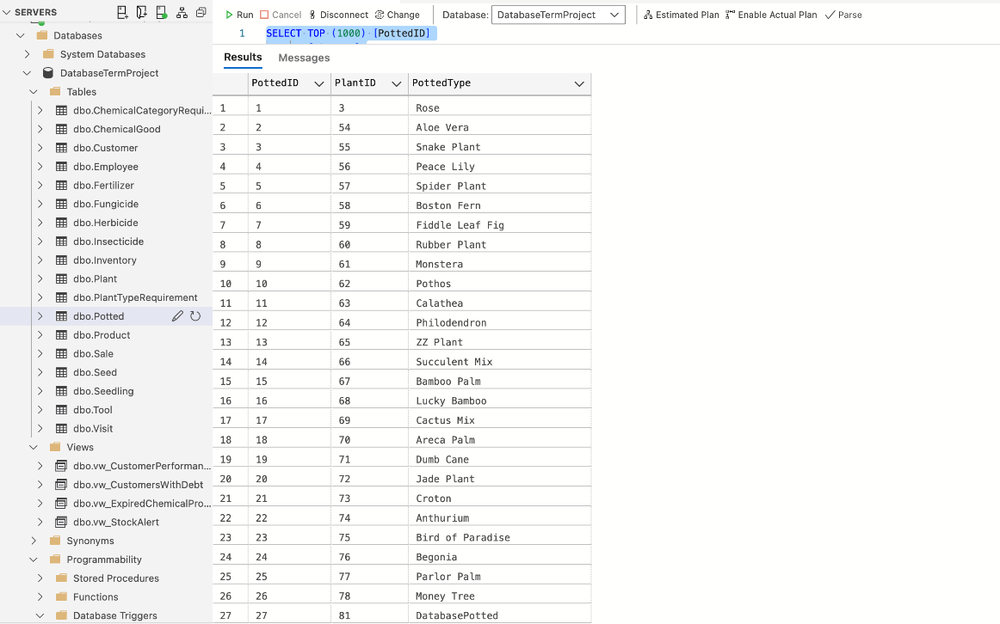 SERVERS
Databases
System Databases
DatabaseTermProject
Tables
dbo.ChemicalCategoryRequi...
dbo.ChemicalGood
dbo.Customer
dbo.Employee
dbo.Fertilizer
dbo.Fungicide
dbo.Herbicide
dbo.Insecticide
dbo.Inventory
dbo.Plant
dbo.PlantTypeRequirement
dbo.Potted
dbo.Product
dbo.Sale
dbo.Seed
dbo.Seedling
dbo.Tool
dbo.Visit
Views
dbo.vw_CustomerPerforman...
dbo.vw_CustomersWithDebt
dbo.vw_ExpiredChemicalPro...
dbo.vw_StockAlert
Synonyms
Programmability
Stored Procedures
Functions
Database Triggers
Run Cancel Disconnect Change Database: DatabaseTermProject Estimated Plan Enable Actual Plan Parse
1 SELECT TOP (1000) [PottedID]
Results Messages
PottedID PlantID PottedType
1 1 3 Rose
2 2 54 Aloe Vera
3 3 55 Snake Plant
4 4 56 Peace Lily
5 5 57 Spider Plant
6 6 58 Boston Fern
7 7 59 Fiddle Leaf Fig
8 8 60 Rubber Plant
9 9 61 Monstera
10 10 62 Pothos
11 11 63 Calathea
12 12 64 Philodendron
13 13 65 ZZ Plant
14 14 66 Succulent Mix
15 15 67 Bamboo Palm
16 16 68 Lucky Bamboo
17 17 69 Cactus Mix
18 18 70 Areca Palm
19 19 71 Dumb Cane
20 20 72 Jade Plant
21 21 73 Croton
22 22 74 Anthurium
23 23 75 Bird of Paradise
24 24 76 Begonia
25 25 77 Parlor Palm
26 26 78 Money Tree
27 27 81 DatabasePotted